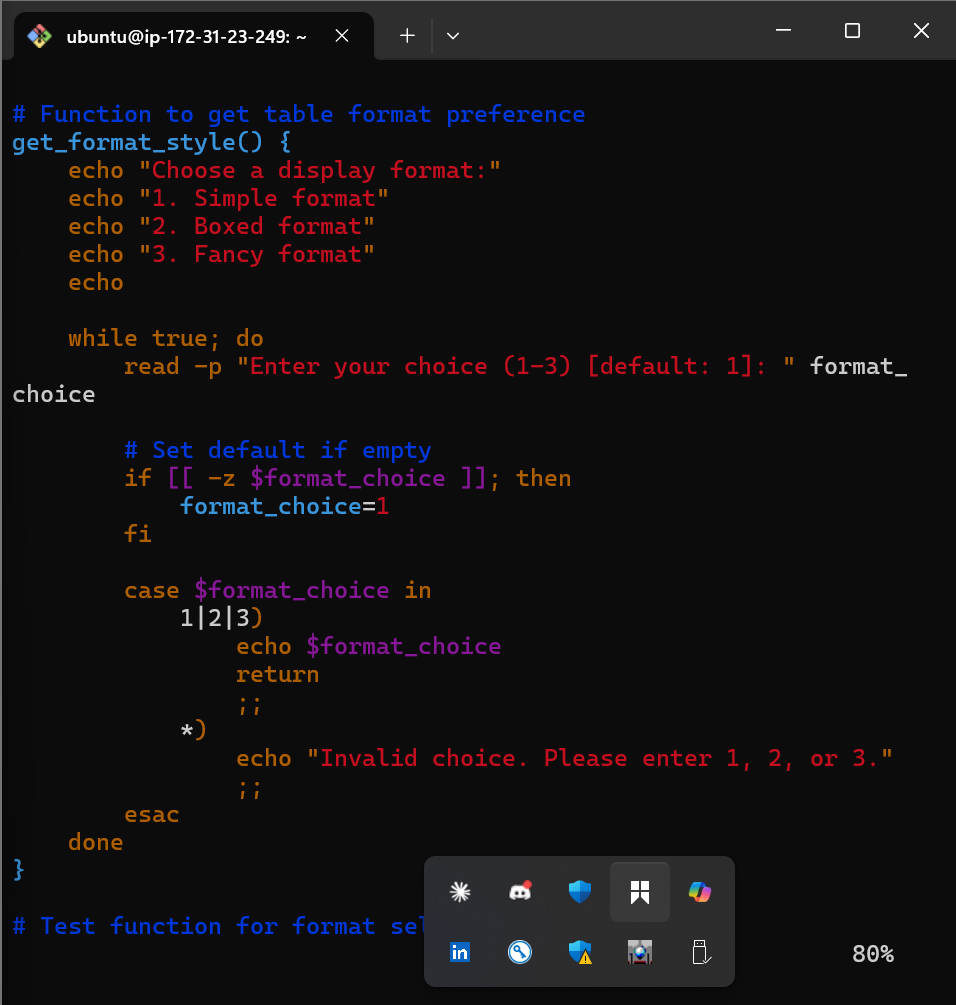 ubuntu@ip-172-31-23-249: ~
# Function to get table format preference
get_format_style() {
    echo "Choose a display format:"
    echo "1. Simple format"
    echo "2. Boxed format"
    echo "3. Fancy format"
    echo

    while true; do
        read -p "Enter your choice (1-3) [default: 1]: " format_
choice

        # Set default if empty
        if [[ -z $format_choice ]]; then
            format_choice=1
        fi

        case $format_choice in
            1|2|3)
                echo $format_choice
                return
                ;;
            *)
                echo "Invalid choice. Please enter 1, 2, or 3."
                ;;
        esac
    done
}

# Test function for format se
in
80%